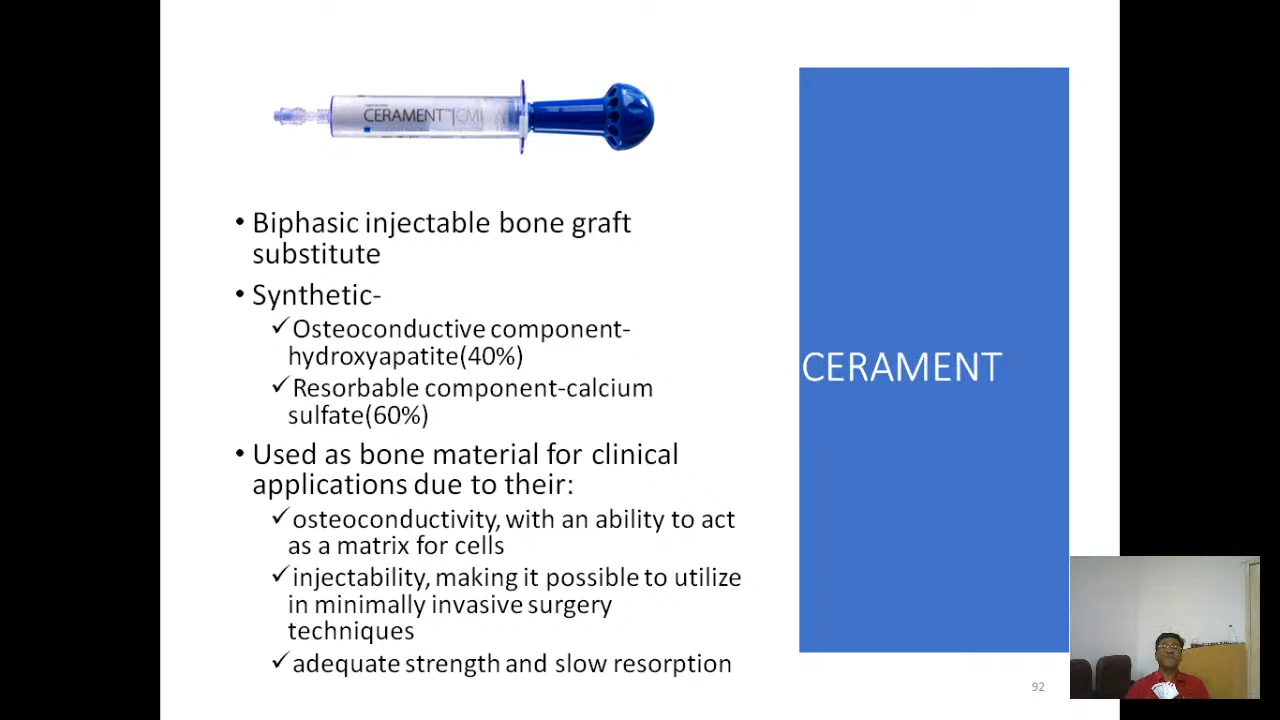 CERAMENT™|CMI
• Biphasic injectable bone graft
substitute
• Synthetic-
✓Osteoconductive component-
hydroxyapatite(40%)
✓Resorbable component-calcium
sulfate(60%)
• Used as bone material for clinical
applications due to their:
✓osteoconductivity, with an ability to act
as a matrix for cells
✓injectability, making it possible to utilize
in minimally invasive surgery
techniques
✓adequate strength and slow resorption
CERAMENT
92